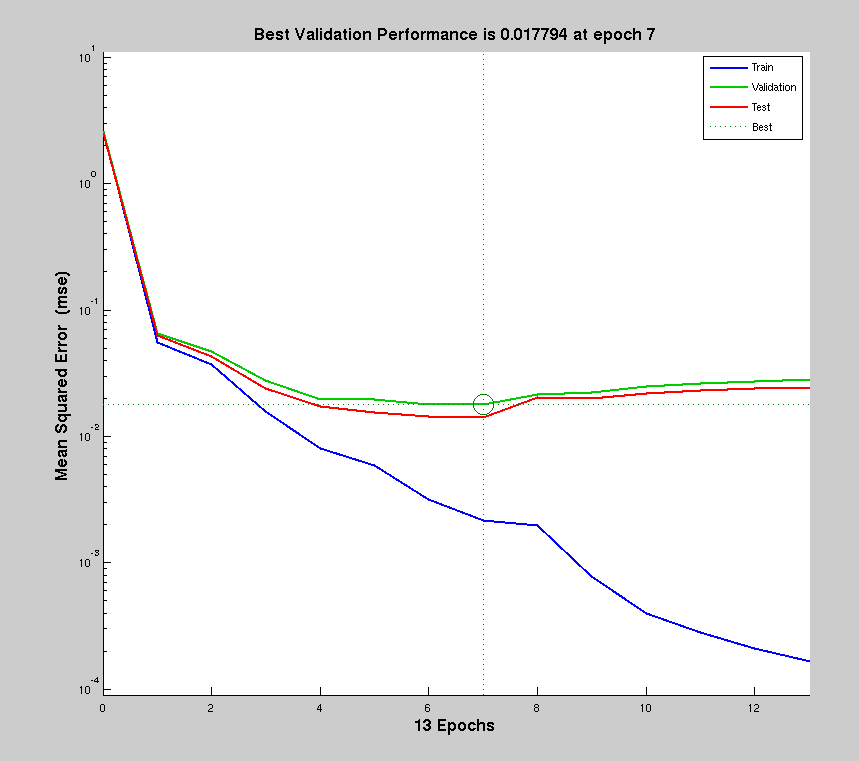 Best Validation Performance is 0.017794 at epoch 7
Train
Validation
Test
Best
Mean Squared Error (mse)
10^1
10^0
10^-1
10^-2
10^-3
10^-4
0 2 4 6 8 10 12
13 Epochs